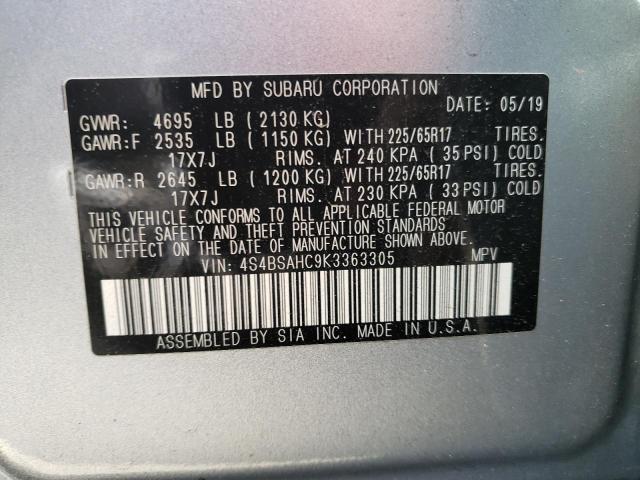 MFD BY SUBARU CORPORATION
DATE: 05/19
GVWR: 4695 LB ( 2130 KG)
GAWR:F 2535 LB ( 1150 KG) WITH 225/65R17 TIRES.
17X7J RIMS. AT 240 KPA ( 35 PSI) COLD
GAWR:R 2645 LB ( 1200 KG) WITH 225/65R17 TIRES.
17X7J RIMS. AT 230 KPA ( 33 PSI) COLD
THIS VEHICLE CONFORMS TO ALL APPLICABLE FEDERAL MOTOR
VEHICLE SAFETY AND THEFT PREVENTION STANDARDS
IN EFFECT ON THE DATE OF MANUFACTURE SHOWN ABOVE.
VIN: 4S4BSAHC9K3363305 MPV
ASSEMBLED BY SIA INC. MADE IN U.S.A.